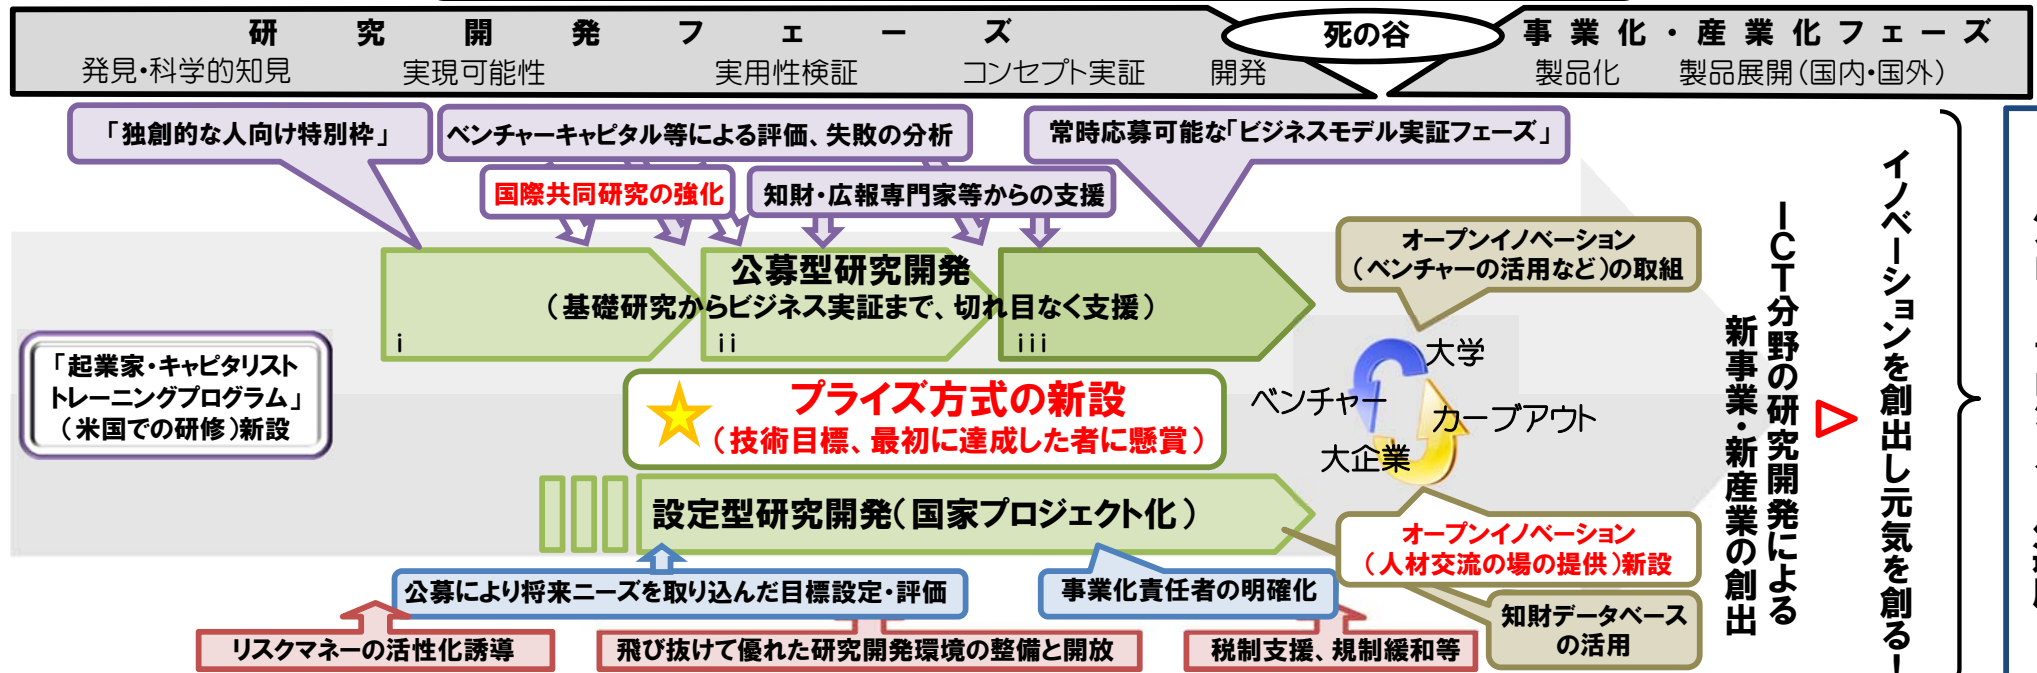 研究開発フェーズ
死の谷
事業化・産業化フェーズ
発見・科学的知見
実現可能性
実用性検証
コンセプト実証
開発
製品化
製品展開（国内・国外）
「独創的な人向け特別枠」
ベンチャーキャピタル等による評価、失敗の分析
常時応募可能な「ビジネスモデル実証フェーズ」
国際共同研究の強化
知財・広報専門家等からの支援
公募型研究開発
（基礎研究からビジネス実証まで、切れ目なく支援）
i
ii
iii
オープンイノベーション
（ベンチャーの活用など）の取組
「起業家・キャピタリスト
トレーニングプログラム」
（米国での研修）新設
プライズ方式の新設
（技術目標、最初に達成した者に懸賞）
大学
ベンチャー
カーブアウト
大企業
設定型研究開発（国家プロジェクト化）
オープンイノベーション
（人材交流の場の提供）新設
公募により将来ニーズを取り込んだ目標設定・評価
事業化責任者の明確化
知財データベース
の活用
リスクマネーの活性化誘導
飛び抜けて優れた研究開発環境の整備と開放
税制支援、規制緩和等
ICT分野の研究開発による
新事業・新産業の創出
イノベーションを創出し元気を創る！